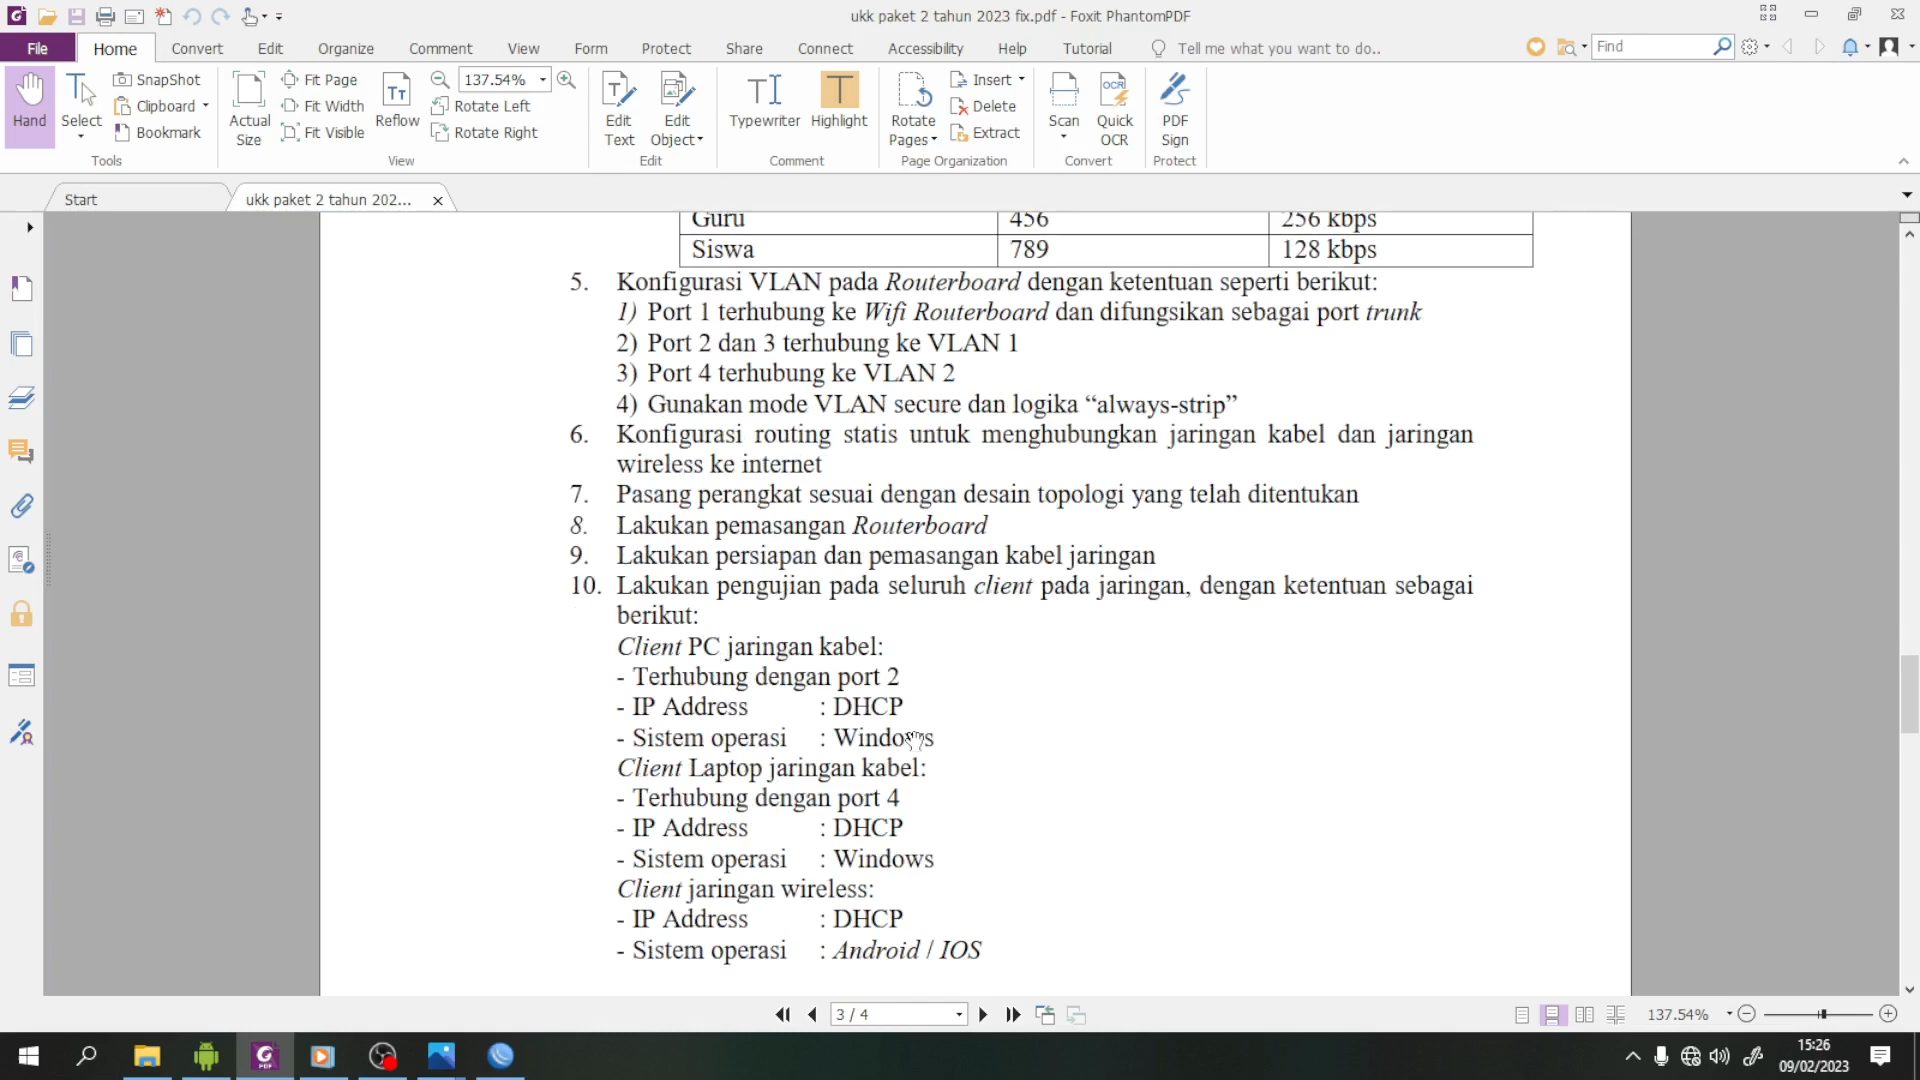 ukk paket 2 tahun 2023 fix.pdf - Foxit PhantomPDF
File Home Convert Edit Organize Comment View Form Protect Share Connect Accessibility Help Tutorial Tell me what you want to do.. Find
Hand
Select
SnapShot
Clipboard
Bookmark
Tools
Actual Size
Fit Page
Fit Width
Fit Visible
Reflow
137.54%
Rotate Left
Rotate Right
View
Edit Text
Edit Object
Edit
Typewriter
Highlight
Comment
Rotate Pages
Insert
Delete
Extract
Page Organization
Scan
Quick OCR
Convert
PDF Sign
Protect
Start
ukk paket 2 tahun 202...
Guru 456 256 kbps
Siswa 789 128 kbps
5. Konfigurasi VLAN pada Routerboard dengan ketentuan seperti berikut:
1) Port 1 terhubung ke Wifi Routerboard dan difungsikan sebagai port trunk
2) Port 2 dan 3 terhubung ke VLAN 1
3) Port 4 terhubung ke VLAN 2
4) Gunakan mode VLAN secure dan logika “always-strip”
6. Konfigurasi routing statis untuk menghubungkan jaringan kabel dan jaringan
wireless ke internet
7. Pasang perangkat sesuai dengan desain topologi yang telah ditentukan
8. Lakukan pemasangan Routerboard
9. Lakukan persiapan dan pemasangan kabel jaringan
10. Lakukan pengujian pada seluruh client pada jaringan, dengan ketentuan sebagai
berikut:
Client PC jaringan kabel:
- Terhubung dengan port 2
- IP Address : DHCP
- Sistem operasi : Windows
Client Laptop jaringan kabel:
- Terhubung dengan port 4
- IP Address : DHCP
- Sistem operasi : Windows
Client jaringan wireless:
- IP Address : DHCP
- Sistem operasi : Android / IOS
3 / 4
137.54%
15:26
09/02/2023